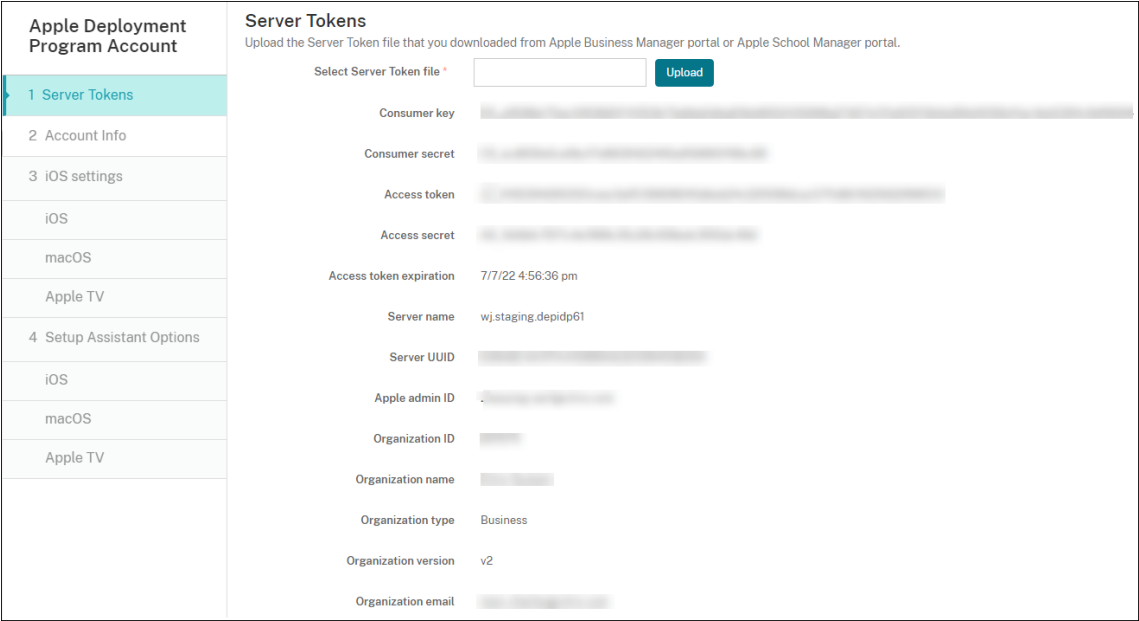 Apple Deployment
Program Account
1 Server Tokens
2 Account Info
3 iOS settings
iOS
macOS
Apple TV
4 Setup Assistant Options
iOS
macOS
Apple TV
Server Tokens
Upload the Server Token file that you downloaded from Apple Business Manager portal or Apple School Manager portal.
Select Server Token file * Upload
Consumer key
Consumer secret
Access token
Access secret
Access token expiration 7/7/22 4:56:36 pm
Server name wj.staging.depidp61
Server UUID
Apple admin ID
Organization ID
Organization name
Organization type Business
Organization version v2
Organization email